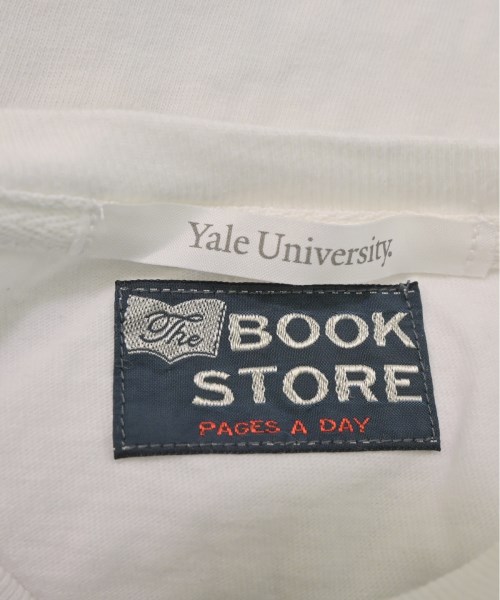 Yale University.
The BOOK
STORE
PAGES A DAY